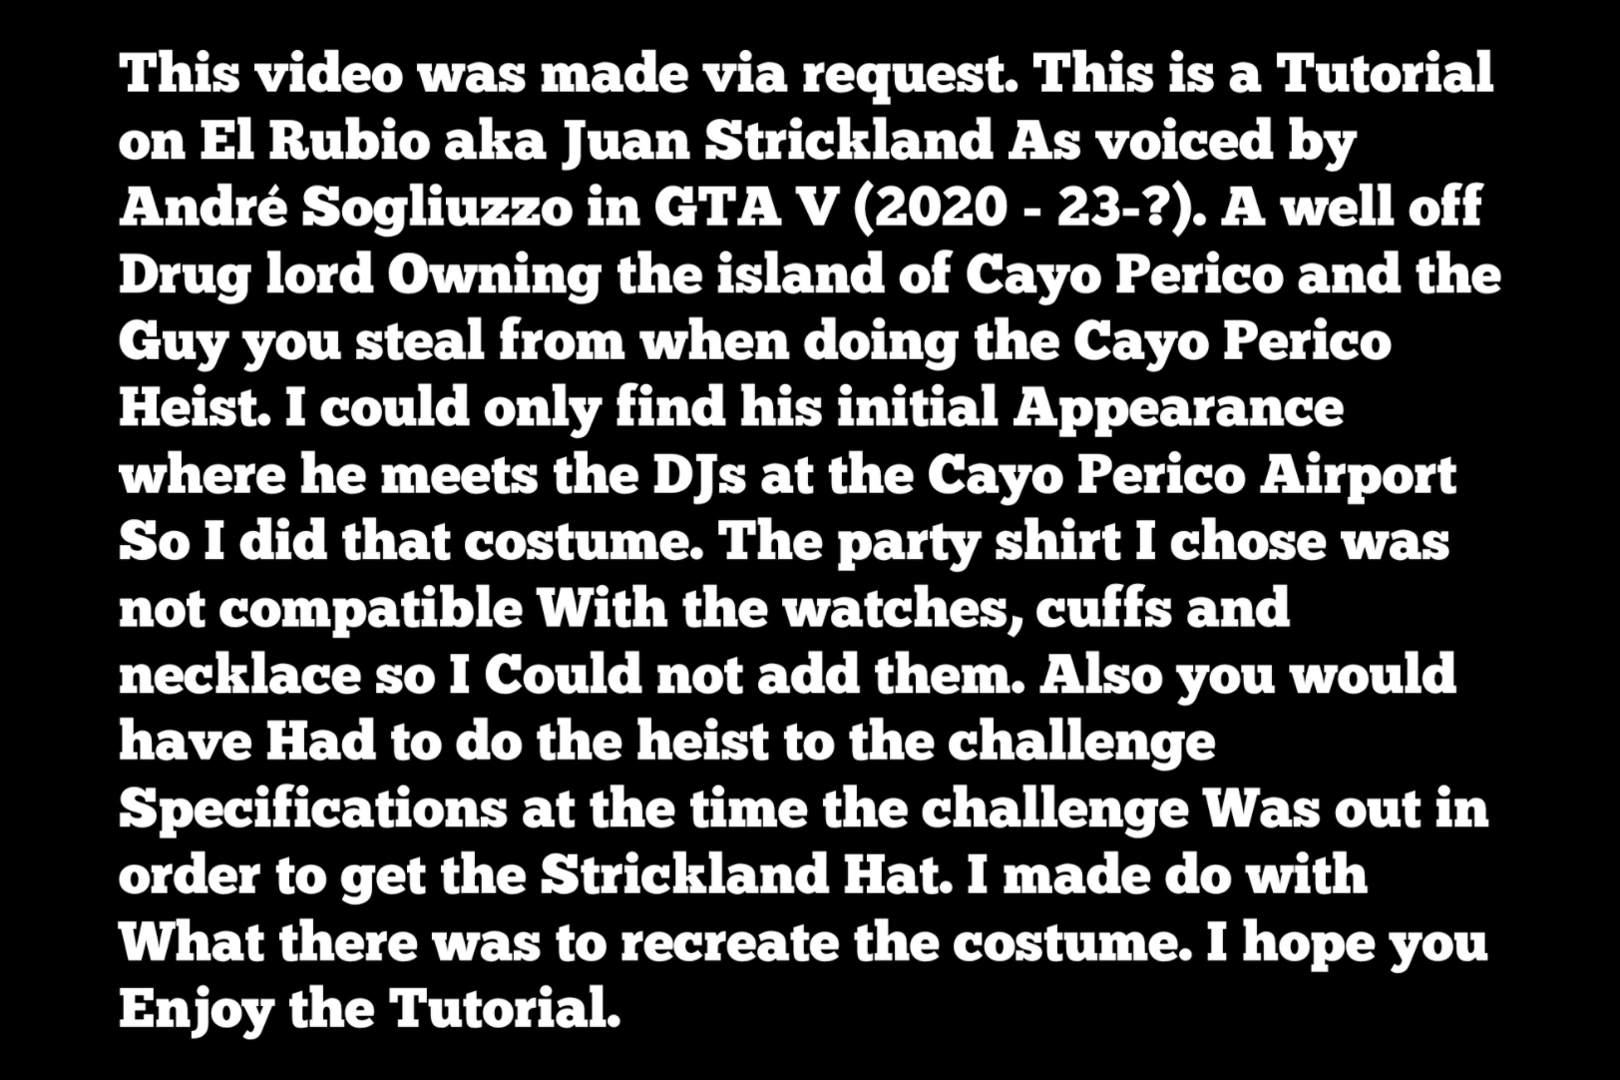 This video was made via request. This is a Tutorial
on El Rubio aka Juan Strickland As voiced by
André Sogliuzzo in GTA V (2020 - 23-?). A well off
Drug lord Owning the island of Cayo Perico and the
Guy you steal from when doing the Cayo Perico
Heist. I could only find his initial Appearance
where he meets the DJs at the Cayo Perico Airport
So I did that costume. The party shirt I chose was
not compatible With the watches, cuffs and
necklace so I Could not add them. Also you would
have Had to do the heist to the challenge
Specifications at the time the challenge Was out in
order to get the Strickland Hat. I made do with
What there was to recreate the costume. I hope you
Enjoy the Tutorial.